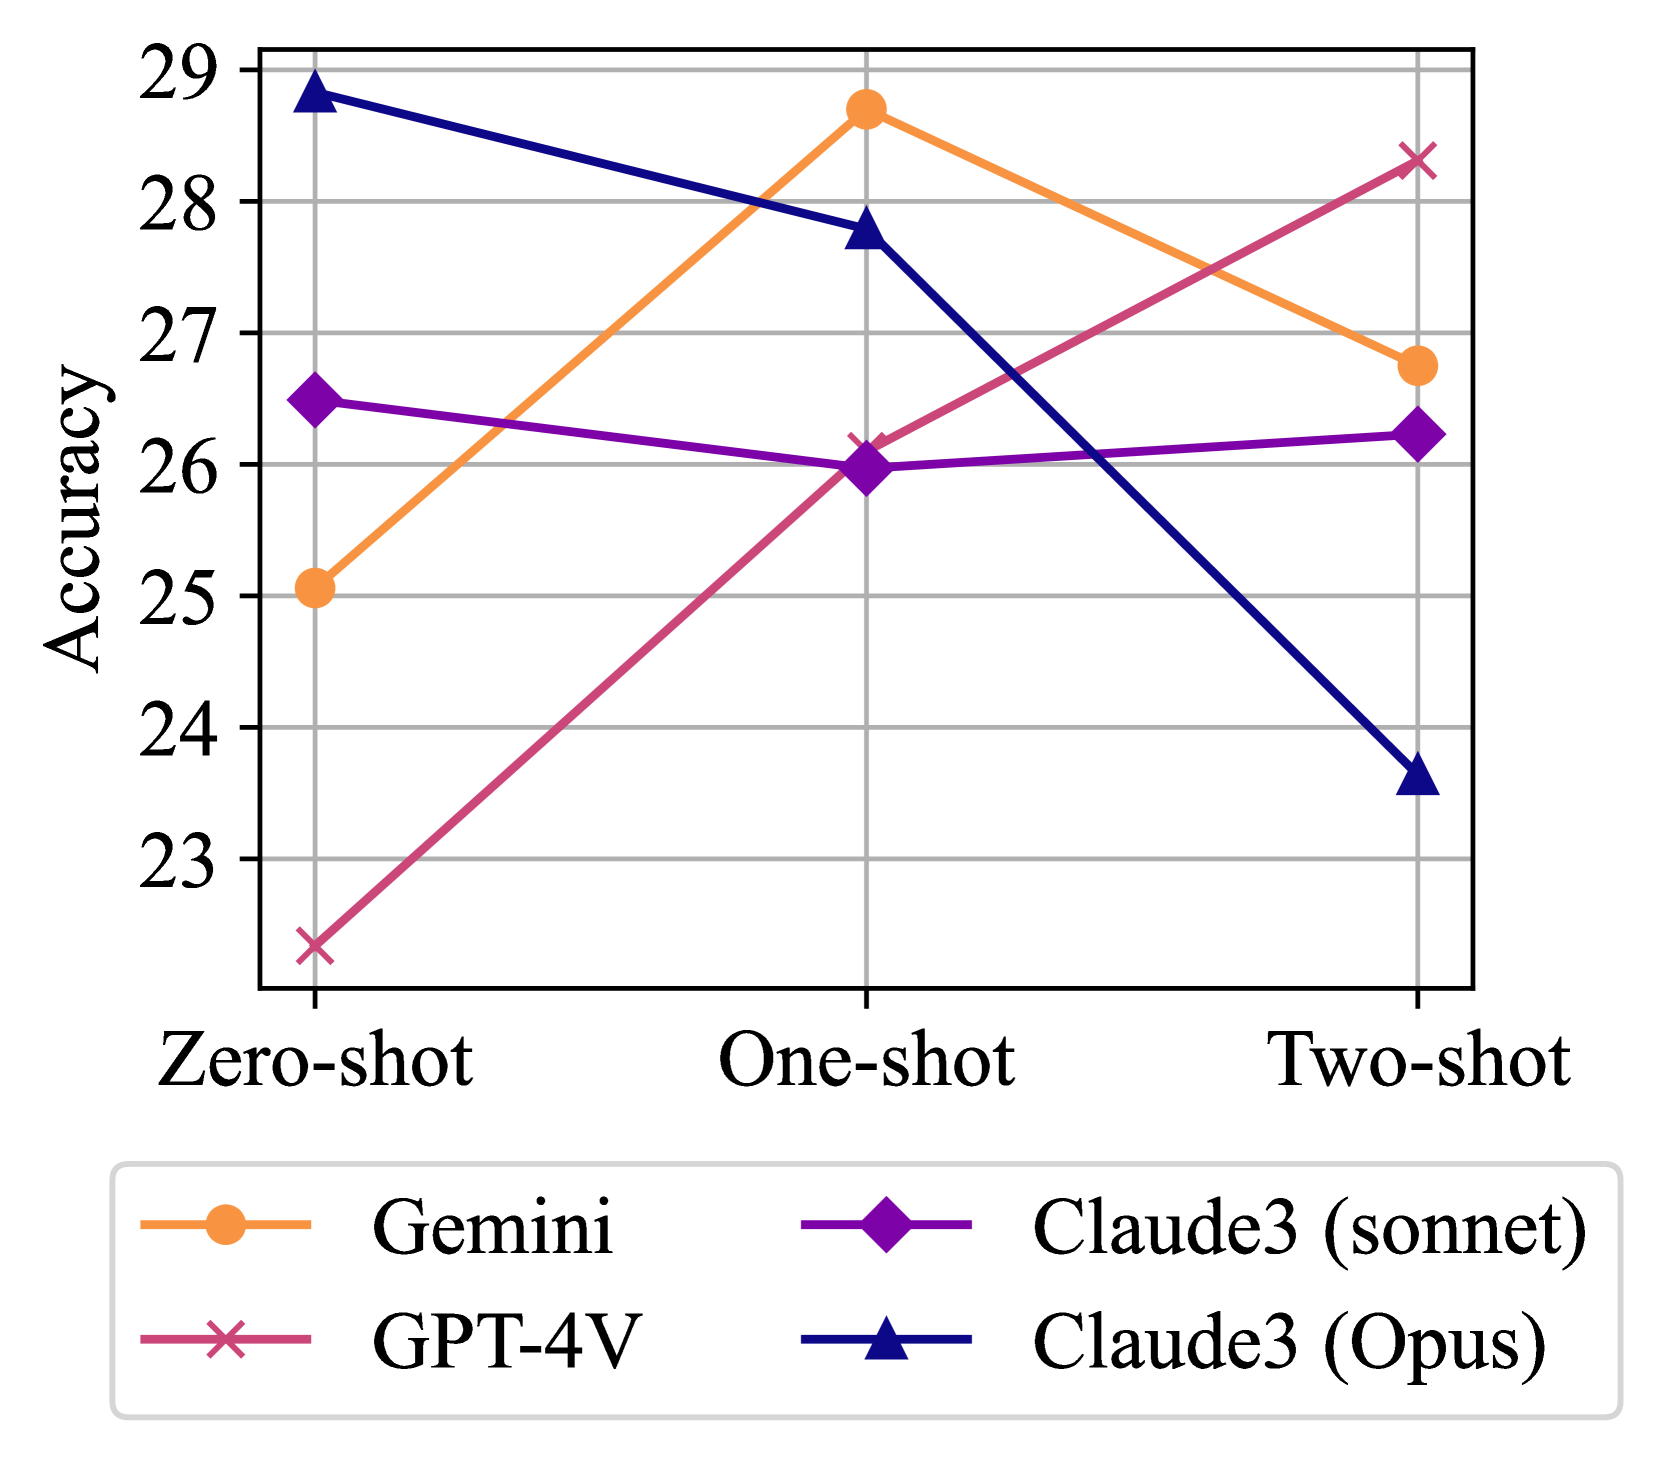 29
28
27
26
25
24
23
Accuracy
Zero-shot One-shot Two-shot
Gemini Claude3 (sonnet)
GPT-4V Claude3 (Opus)